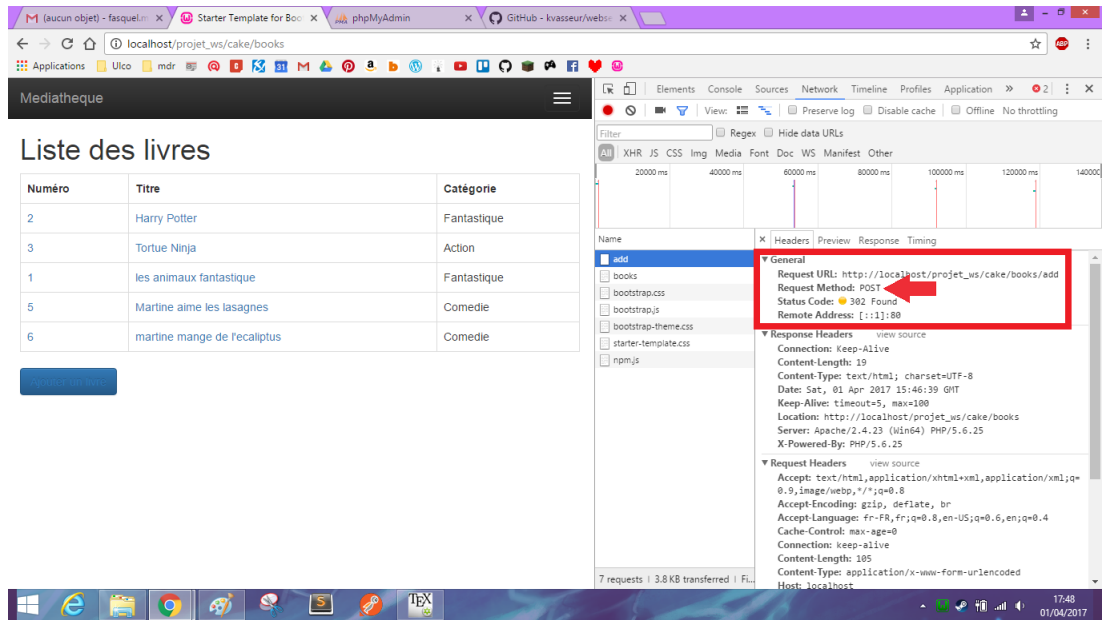 (aucun objet) - fasquel.m
Starter Template for Boo
phpMyAdmin
GitHub - kvasseur/webse
localhost/projet_ws/cake/books
ABP
Applications Ulco mdr 31 a b
Mediatheque
Liste des livres
Numéro Titre Catégorie
2 Harry Potter Fantastique
3 Tortue Ninja Action
1 les animaux fantastique Fantastique
5 Martine aime les lasagnes Comedie
6 martine mange de l'ecaliptus Comedie
Elements Console Sources Network Timeline Profiles Application » 2
View: Preserve log Disable cache Offline No throttling
Filter Regex Hide data URLs
All XHR JS CSS Img Media Font Doc WS Manifest Other
20000 ms 40000 ms 60000 ms 80000 ms 100000 ms 120000 ms 140000
Name
add
books
bootstrap.css
bootstrap.js
bootstrap-theme.css
starter-template.css
npm.js
7 requests | 3.8 KB transferred | Fi...
× Headers Preview Response Timing
General
Request URL: http://localhost/projet_ws/cake/books/add
Request Method: POST
Status Code: 302 Found
Remote Address: [::1]:80
Response Headers view source
Connection: Keep-Alive
Content-Length: 19
Content-Type: text/html; charset=UTF-8
Date: Sat, 01 Apr 2017 15:46:39 GMT
Keep-Alive: timeout=5, max=100
Location: http://localhost/projet_ws/cake/books
Server: Apache/2.4.23 (Win64) PHP/5.6.25
X-Powered-By: PHP/5.6.25
Request Headers view source
Accept: text/html,application/xhtml+xml,application/xml;q=
0.9,image/webp,*/*;q=0.8
Accept-Encoding: gzip, deflate, br
Accept-Language: fr-FR,fr;q=0.8,en-US;q=0.6,en;q=0.4
Cache-Control: max-age=0
Connection: keep-alive
Content-Length: 105
Content-Type: application/x-www-form-urlencoded
Host: localhost
S TEX
17:48
01/04/2017